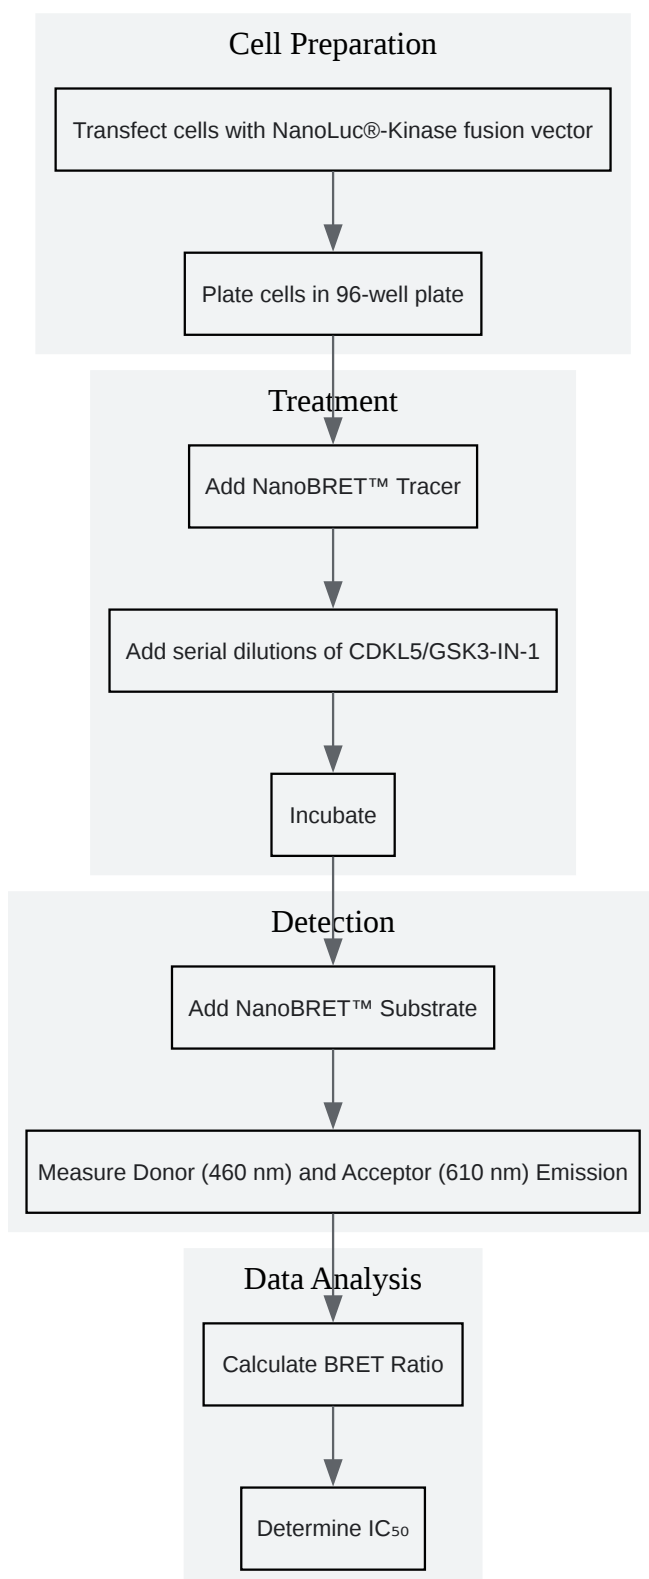 Cell Preparation
Transfect cells with NanoLuc®-Kinase fusion vector
Plate cells in 96-well plate
Treatment
Add NanoBRET™ Tracer
Add serial dilutions of CDKL5/GSK3-IN-1
Incubate
Detection
Add NanoBRET™ Substrate
Measure Donor (460 nm) and Acceptor (610 nm) Emission
Data Analysis
Calculate BRET Ratio
Determine IC₅₀